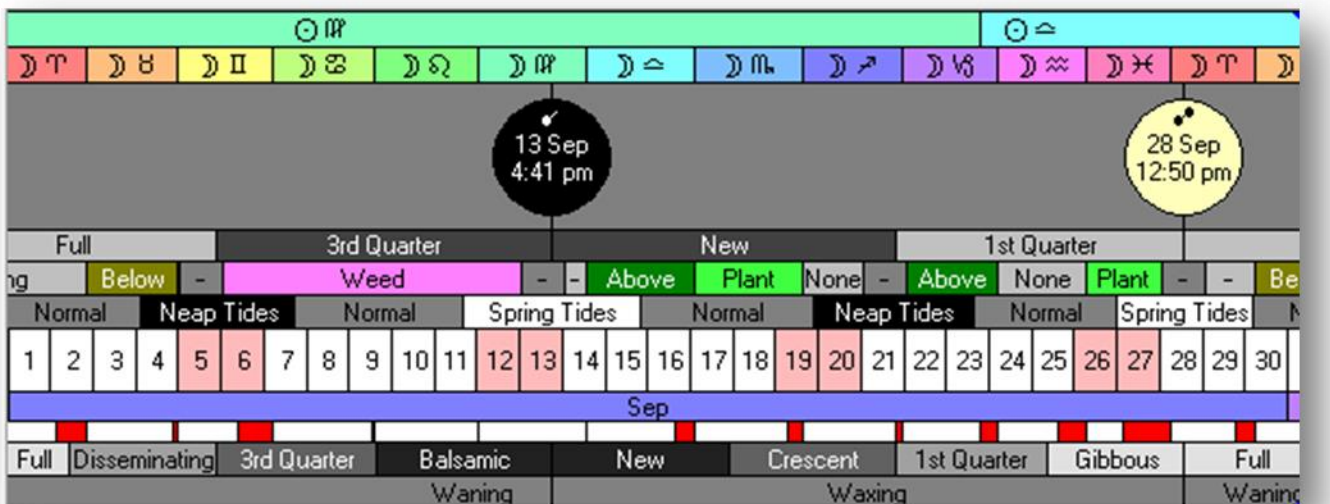 ☉ ♍ ☉ ♎
☽ ♈ ☽ ♉ ☽ ♊ ☽ ♋ ☽ ♌ ☽ ♍ ☽ ♎ ☽ ♏ ☽ ♐ ☽ ♑ ☽ ♒ ☽ ♓ ☽ ♈ ☽
13 Sep 28 Sep
4:41 pm 12:50 pm
Full 3rd Quarter New 1st Quarter
ng Below - Weed - - Above Plant None - Above None Plant - - Be
Normal Neap Tides Normal Spring Tides Normal Neap Tides Normal Spring Tides N
1 2 3 4 5 6 7 8 9 10 11 12 13 14 15 16 17 18 19 20 21 22 23 24 25 26 27 28 29 30
Sep
Full Disseminating 3rd Quarter Balsamic New Crescent 1st Quarter Gibbous Full
Waning Waxing Waning